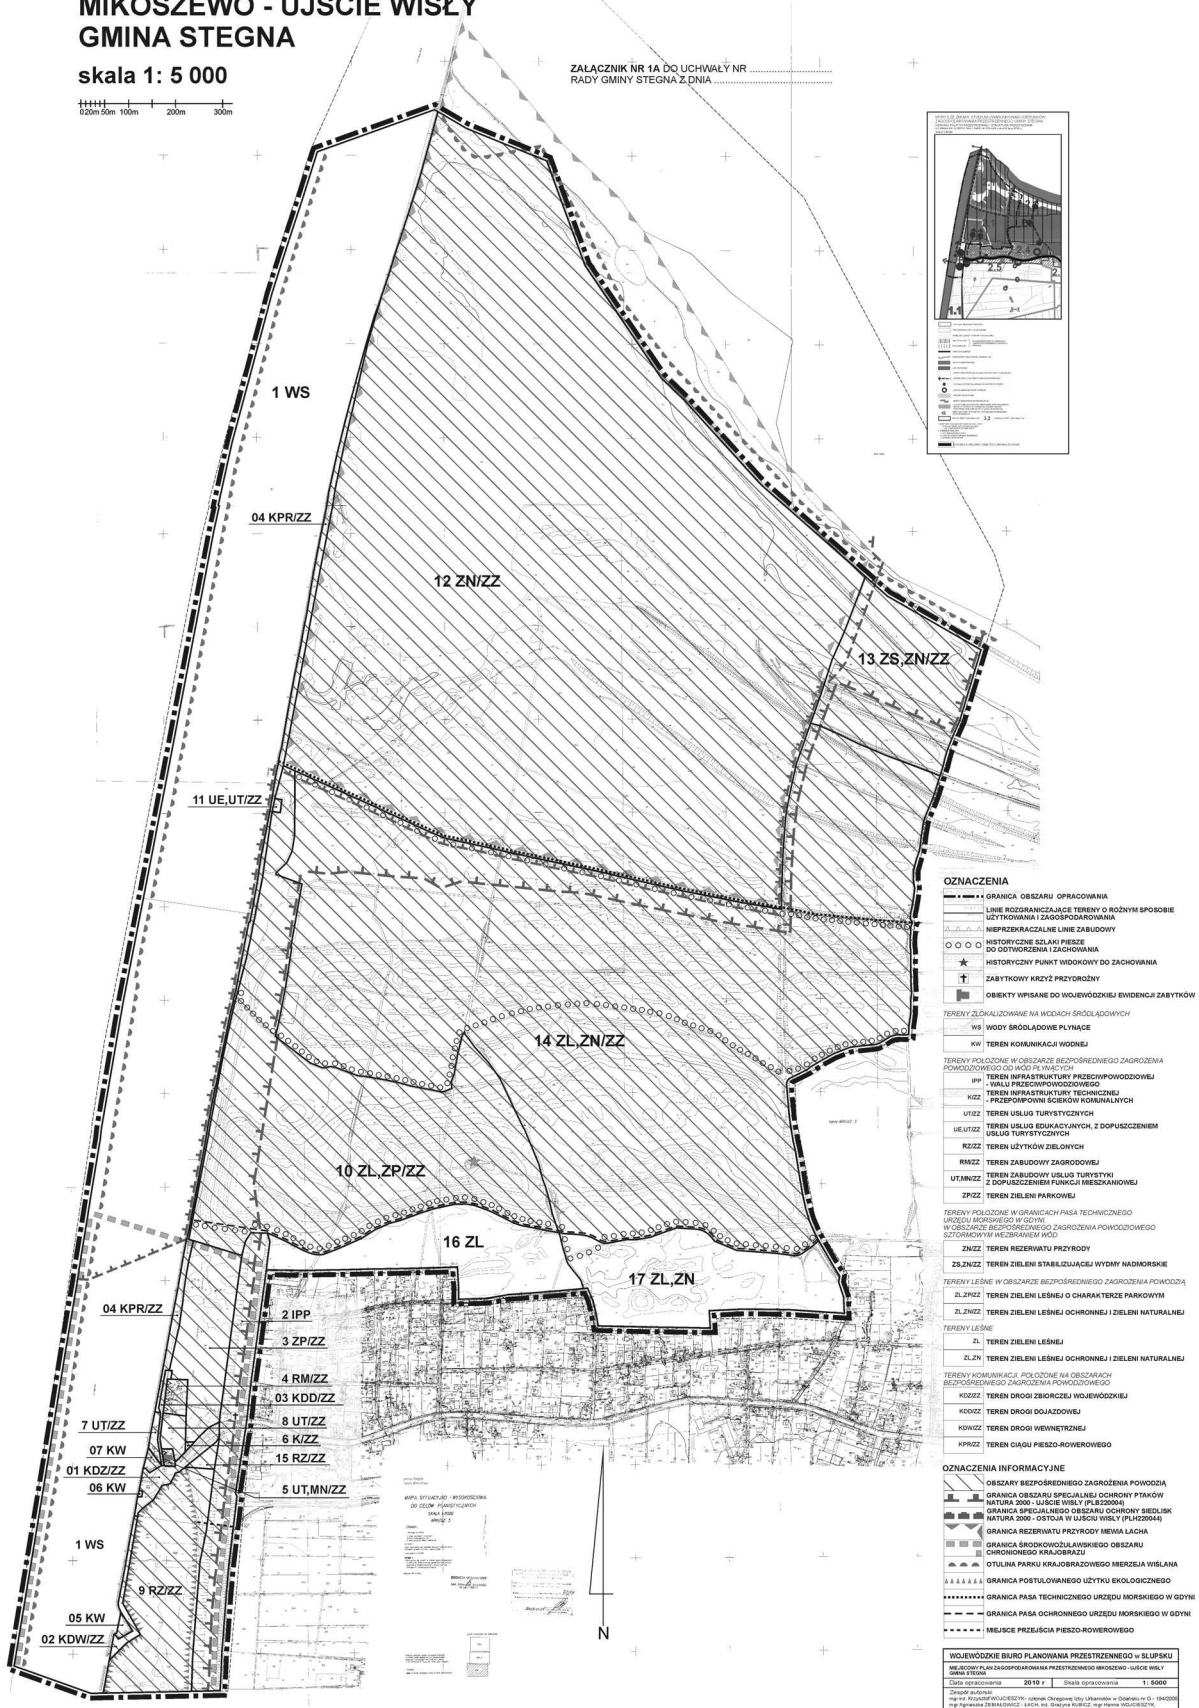 MIKOSZEWO - UJŚCIE WISŁY
GMINA STEGNA
skala 1: 5 000
0 20m 50m 100m 200m 300m
ZAŁĄCZNIK NR 1A DO UCHWAŁY NR
RADY GMINY STEGNA Z DNIA
2.5
1.1
3.2
1 WS
04 KPR/ZZ
12 ZN/ZZ
13 ZS,ZN/ZZ
11 UE,UT/ZZ
14 ZL,ZN/ZZ
10 ZL,ZP/ZZ
16 ZL
17 ZL,ZN
04 KPR/ZZ
2 IPP
3 ZP/ZZ
4 RM/ZZ
03 KDD/ZZ
7 UT/ZZ
8 UT/ZZ
07 KW
6 K/ZZ
01 KDZ/ZZ
15 RZ/ZZ
06 KW
5 UT,MN/ZZ
1 WS
9 RZ/ZZ
05 KW
02 KDW/ZZ
MAPA SYTUACYJNO - WYSOKOŚCIOWA
DO CELÓW PLANISTYCZNYCH
N
OZNACZENIA
GRANICA OBSZARU OPRACOWANIA
LINIE ROZGRANICZAJĄCE TERENY O ROŻNYM SPOSOBIE
UŻYTKOWANIA I ZAGOSPODAROWANIA
NIEPRZEKRACZALNE LINIE ZABUDOWY
HISTORYCZNE SZLAKI PIESZE
DO ODTWORZENIA I ZACHOWANIA
HISTORYCZNY PUNKT WIDOKOWY DO ZACHOWANIA
ZABYTKOWY KRZYŻ PRZYDROŻNY
OBIEKTY WPISANE DO WOJEWÓDZKIEJ EWIDENCJI ZABYTKÓW
TERENY ZLOKALIZOWANE NA WODACH ŚRÓDLĄDOWYCH
WS WODY ŚRÓDLĄDOWE PŁYNĄCE
KW TEREN KOMUNIKACJI WODNEJ
TERENY POŁOŻONE W OBSZARZE BEZPOŚREDNIEGO ZAGROŻENIA
POWODZIOWEGO OD WÓD PŁYNĄCYCH
IPP TEREN INFRASTRUKTURY PRZECIWPOWODZIOWEJ
- WAŁU PRZECIWPOWODZIOWEGO
K/ZZ TEREN INFRASTRUKTURY TECHNICZNEJ
- PRZEPOMPOWNI ŚCIEKÓW KOMUNALNYCH
UT/ZZ TEREN USŁUG TURYSTYCZNYCH
UE,UT/ZZ TEREN USŁUG EDUKACYJNYCH, Z DOPUSZCZENIEM
USŁUG TURYSTYCZNYCH
RZ/ZZ TEREN UŻYTKÓW ZIELONYCH
RM/ZZ TEREN ZABUDOWY ZAGRODOWEJ
UT,MN/ZZ TEREN ZABUDOWY USŁUG TURYSTYKI
Z DOPUSZCZENIEM FUNKCJI MIESZKANIOWEJ
ZP/ZZ TEREN ZIELENI PARKOWEJ
TERENY POŁOŻONE W GRANICACH PASA TECHNICZNEGO
URZĘDU MORSKIEGO W GDYNI,
W OBSZARZE BEZPOŚREDNIEGO ZAGROŻENIA POWODZIOWEGO
SZTORMOWYM WEZBRANIEM WÓD
ZN/ZZ TEREN REZERWATU PRZYRODY
ZS,ZN/ZZ TEREN ZIELENI STABILIZUJĄCEJ WYDMY NADMORSKIE
TERENY LEŚNE W OBSZARZE BEZPOŚREDNIEGO ZAGROŻENIA POWODZIĄ
ZL,ZP/ZZ TEREN ZIELENI LEŚNEJ O CHARAKTERZE PARKOWYM
ZL,ZN/ZZ TEREN ZIELENI LEŚNEJ OCHRONNEJ I ZIELENI NATURALNEJ
TERENY LEŚNE
ZL TEREN ZIELENI LEŚNEJ
ZL,ZN TEREN ZIELENI LEŚNEJ OCHRONNEJ I ZIELENI NATURALNEJ
TERENY KOMUNIKACJI, POŁOŻONE NA OBSZARACH
BEZPOŚREDNIEGO ZAGROŻENIA POWODZIOWEGO
KDZ/ZZ TEREN DROGI ZBIORCZEJ WOJEWÓDZKIEJ
KDD/ZZ TEREN DROGI DOJAZDOWEJ
KDW/ZZ TEREN DROGI WEWNĘTRZNEJ
KPR/ZZ TEREN CIĄGU PIESZO-ROWEROWEGO
OZNACZENIA INFORMACYJNE
OBSZARY BEZPOŚREDNIEGO ZAGROŻENIA POWODZIĄ
GRANICA OBSZARU SPECJALNEJ OCHRONY PTAKÓW
NATURA 2000 - UJŚCIE WISŁY (PLB220004)
GRANICA SPECJALNEGO OBSZARU OCHRONY SIEDLISK
NATURA 2000 - OSTOJA W UJŚCIU WISŁY (PLH220044)
GRANICA REZERWATU PRZYRODY MEWIA ŁACHA
GRANICA ŚRODKOWOŻUŁAWSKIEGO OBSZARU
CHRONIONEGO KRAJOBRAZU
OTULINA PARKU KRAJOBRAZOWEGO MIERZEJA WIŚLANA
GRANICA POSTULOWANEGO UŻYTKU EKOLOGICZNEGO
GRANICA PASA TECHNICZNEGO URZĘDU MORSKIEGO W GDYNI
GRANICA PASA OCHRONNEGO URZĘDU MORSKIEGO W GDYNI
MIEJSCE PRZEJŚCIA PIESZO-ROWEROWEGO
WOJEWÓDZKIE BIURO PLANOWANIA PRZESTRZENNEGO w SŁUPSKU
MIEJSCOWY PLAN ZAGOSPODAROWANIA PRZESTRZENNEGO MIKOSZEWO - UJŚCIE WISŁY
GMINA STEGNA
Data opracowania 2010 r Skala opracowania 1: 5000
Zespół autorski: